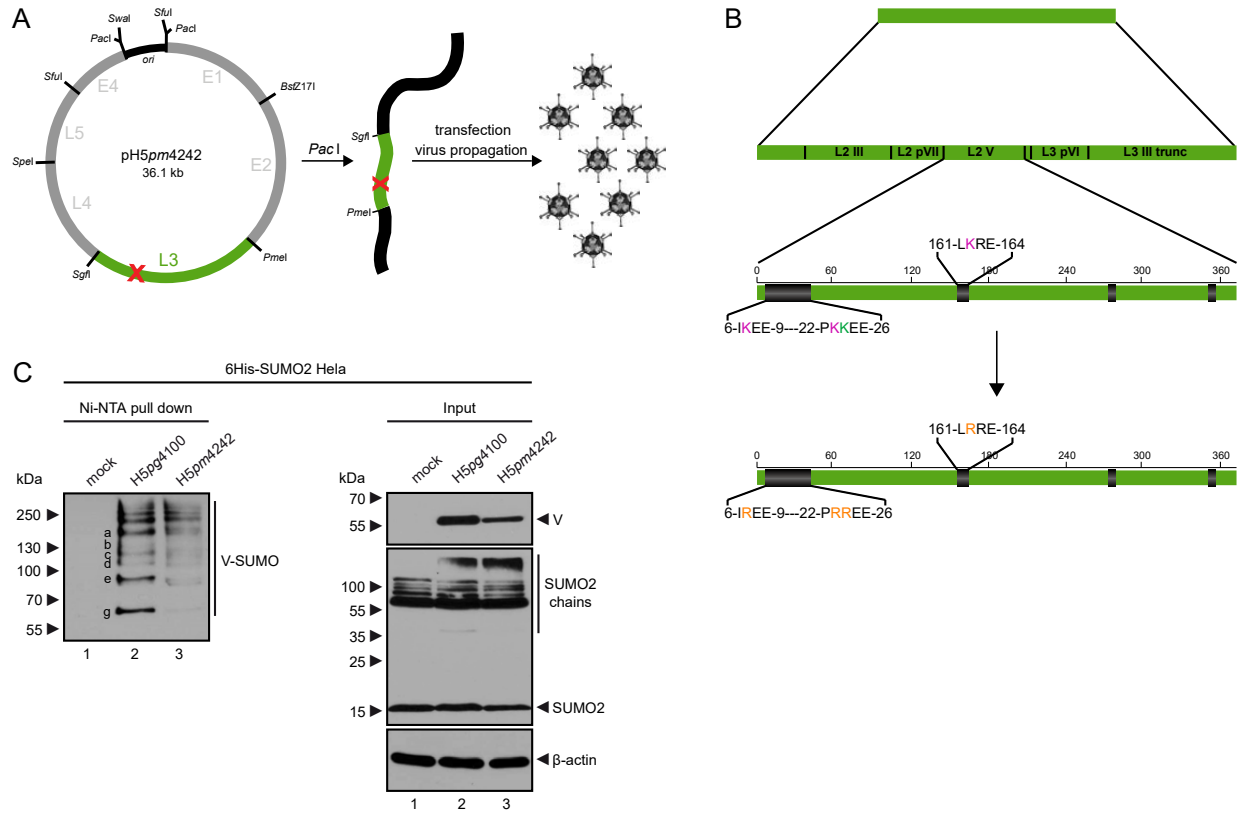 A
SwaI
PacI
SfuI
PacI
ori
SfuI
E4
E1
BstZ17I
L5
pH5pm4242
36.1 kb
SpeI
E2
L4
SgfI
L3
PmeI
X
PacI
SgfI
X
PmeI
transfection
virus propagation
B
L2 III
L2 pVII
L2 V
L3 pVI
L3 III trunc
161-LKRE-164
0 60 120 180 240 300 360
6-IKEE-9---22-PKKEE-26
161-LRRE-164
0 60 120 180 240 300 360
6-IREE-9---22-PRREE-26
C
6His-SUMO2 Hela
Ni-NTA pull down
mock
H5pg4100
H5pm4242
kDa
250
130
100
70
55
a
b
c
d
e
g
V-SUMO
1 2 3
Input
mock
H5pg4100
H5pm4242
kDa
70
55
V
100
55
35
25
15
SUMO2
chains
SUMO2
β-actin
1 2 3